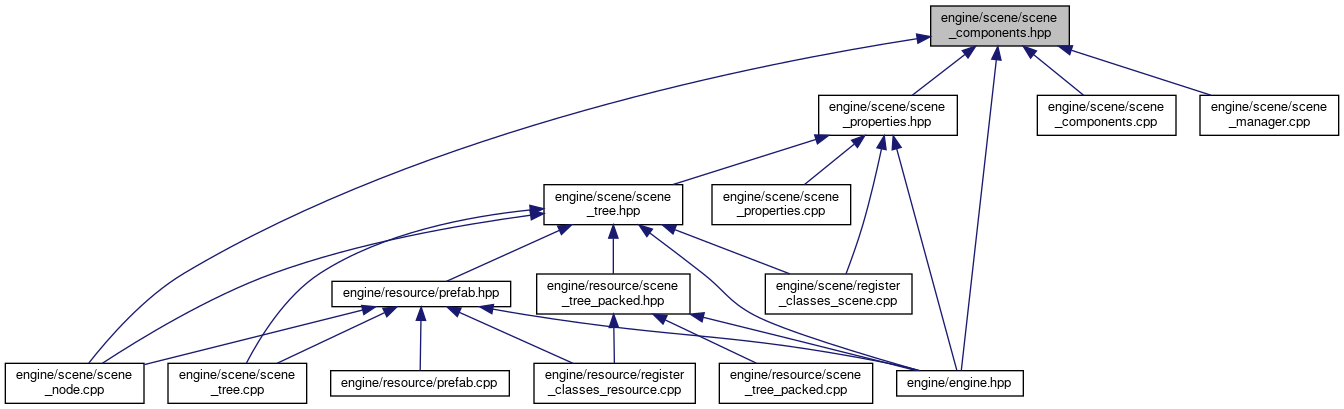 engine/scene/scene
_components.hpp
engine/scene/scene
_properties.hpp
engine/scene/scene
_components.cpp
engine/scene/scene
_manager.cpp
engine/scene/scene
_tree.hpp
engine/scene/scene
_properties.cpp
engine/resource/prefab.hpp
engine/resource/scene
_tree_packed.hpp
engine/scene/register
_classes_scene.cpp
engine/scene/scene
_node.cpp
engine/scene/scene
_tree.cpp
engine/resource/prefab.cpp
engine/resource/register
_classes_resource.cpp
engine/resource/scene
_tree_packed.cpp
engine/engine.hpp